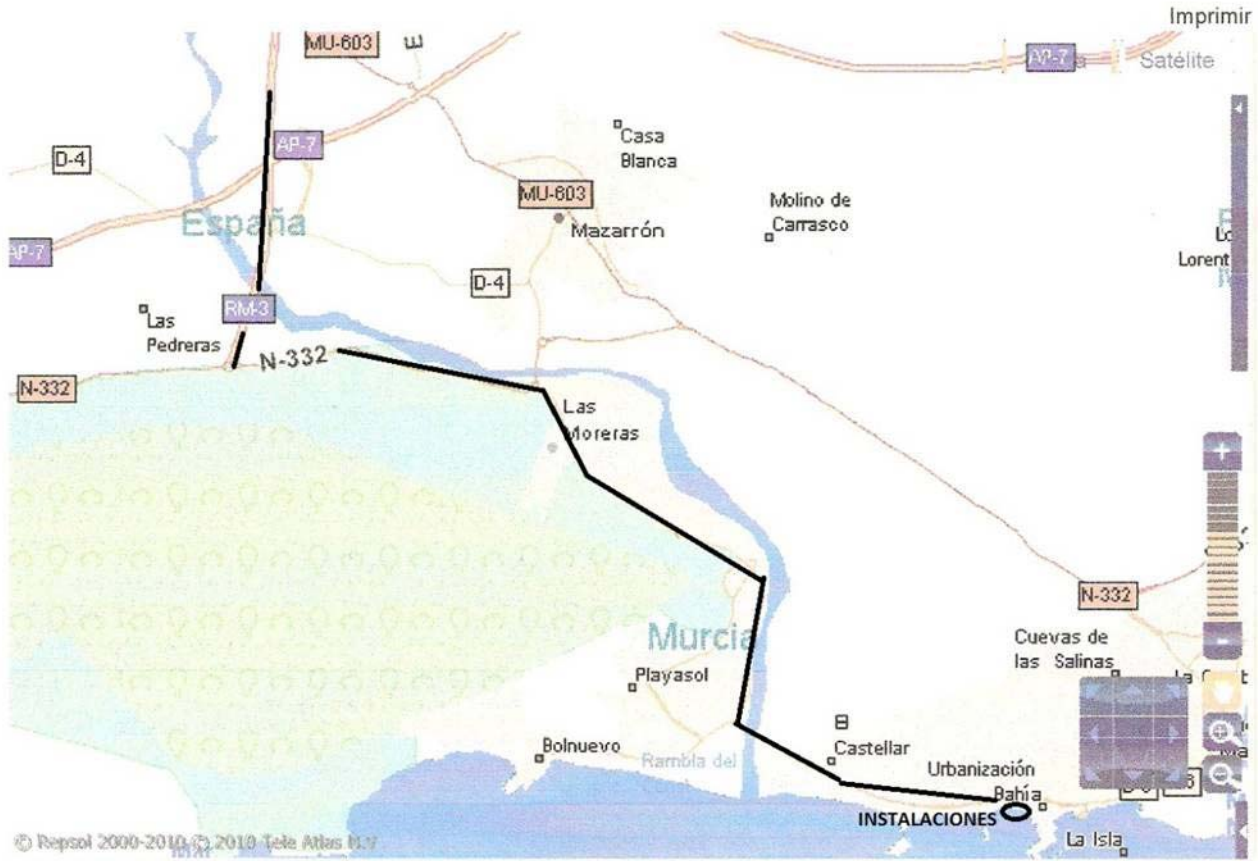 Imprimir
MU-603
E
AP-7
Satélite
AP-7
Casa
Blanca
D-4
MU-603
Molino de
Carrasco
España
Mazarrón
AP-7
Lorent
D-4
RM-3
Las
Pedreras
N-332
N-332
Las
Moreras
N-332
Murcia
Cuevas de
las Salinas
Playasol
Bolnuevo
Castellar
Rambla del
Urbanización
Bahía
INSTALACIONES
La Isla
© Repsol 2000-2010 © 2010 Tele Atlas N.V